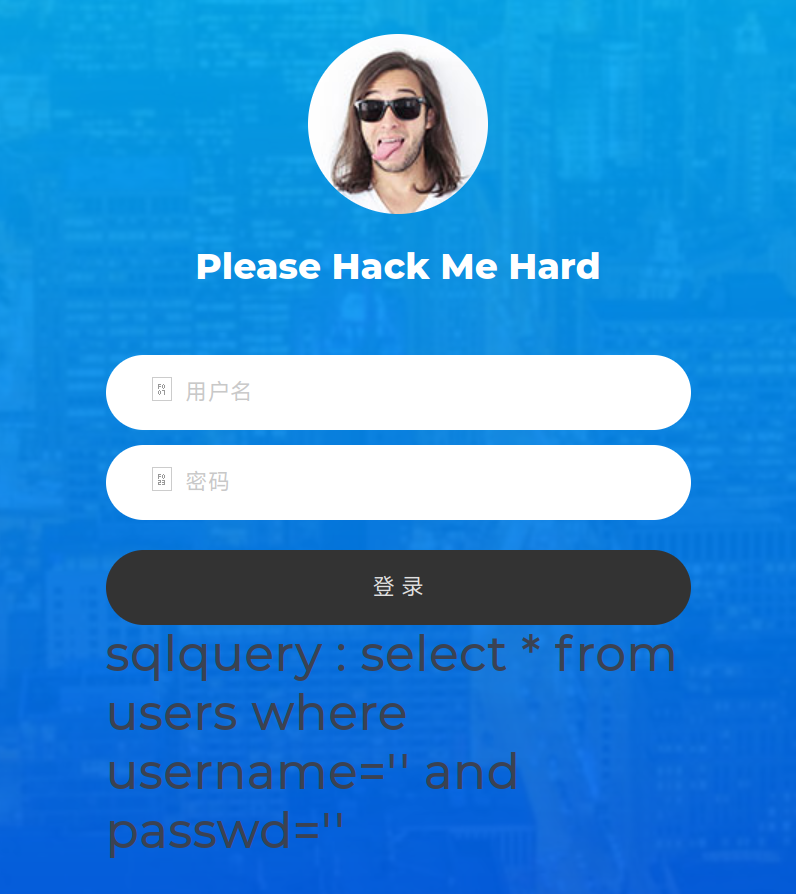 Please Hack Me Hard
用户名
密码
登 录
sqlquery : select * from
users where
username='' and
passwd=''